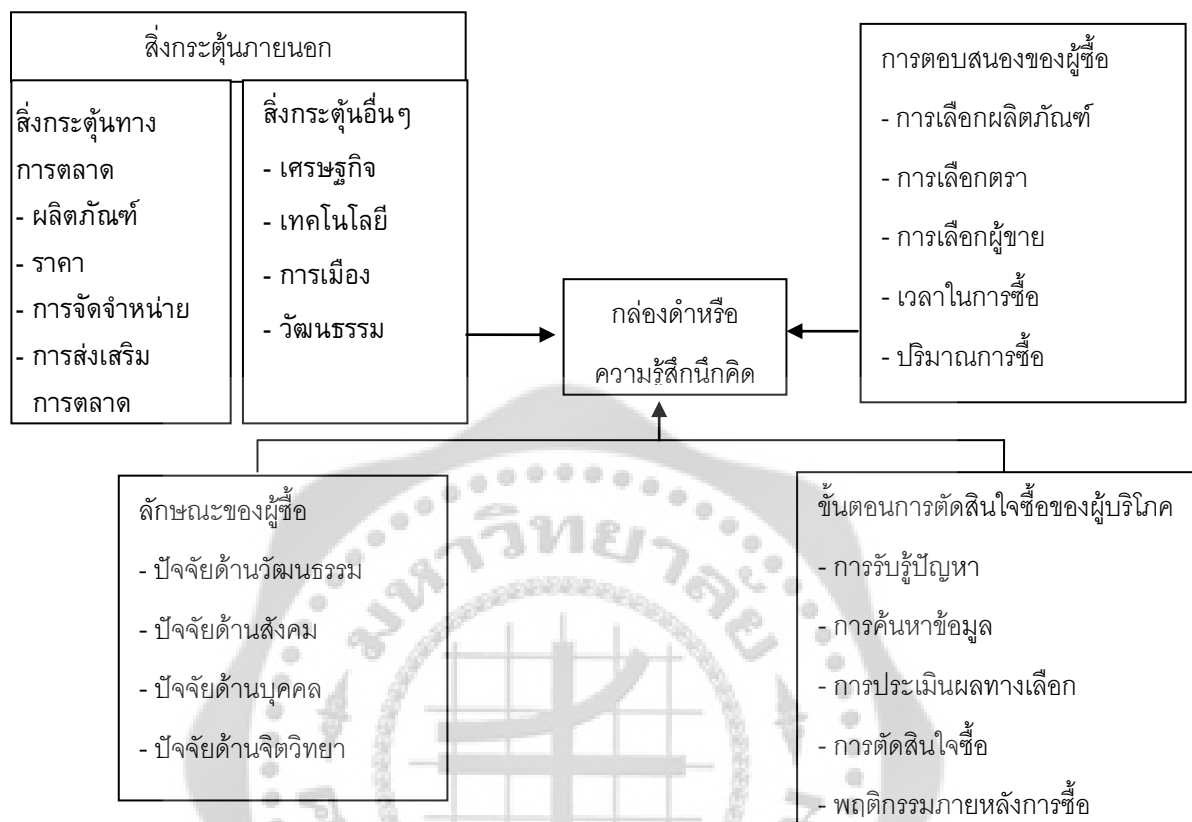 สิ่งกระตุ้นภายนอก
สิ่งกระตุ้นทาง
การตลาด
- ผลิตภัณฑ์
- ราคา
- การจัดจำหน่าย
- การส่งเสริม
การตลาด
สิ่งกระตุ้นอื่นๆ
- เศรษฐกิจ
- เทคโนโลยี
- การเมือง
- วัฒนธรรม
กล่องดำหรือ
ความรู้สึกนึกคิด
การตอบสนองของผู้ซื้อ
- การเลือกผลิตภัณฑ์
- การเลือกตรา
- การเลือกผู้ขาย
- เวลาในการซื้อ
- ปริมาณการซื้อ
ลักษณะของผู้ซื้อ
- ปัจจัยด้านวัฒนธรรม
- ปัจจัยด้านสังคม
- ปัจจัยด้านบุคคล
- ปัจจัยด้านจิตวิทยา
ขั้นตอนการตัดสินใจซื้อของผู้บริโภค
- การรับรู้ปัญหา
- การค้นหาข้อมูล
- การประเมินผลทางเลือก
- การตัดสินใจซื้อ
- พฤติกรรมภายหลังการซื้อ
มหาวิทยาลัย